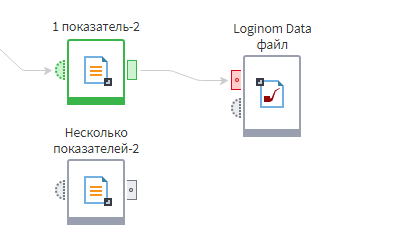 1 показатель-2
Loginom Data
файл
Несколько
показателей-2